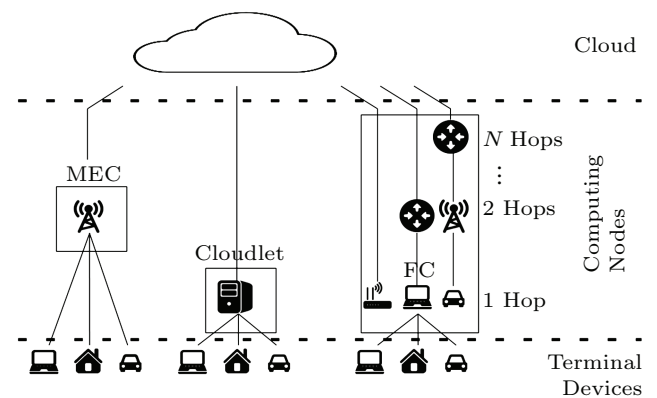 Cloud
N Hops
⋮
MEC
2 Hops
Computing
Nodes
Cloudlet
FC
1 Hop
Terminal
Devices